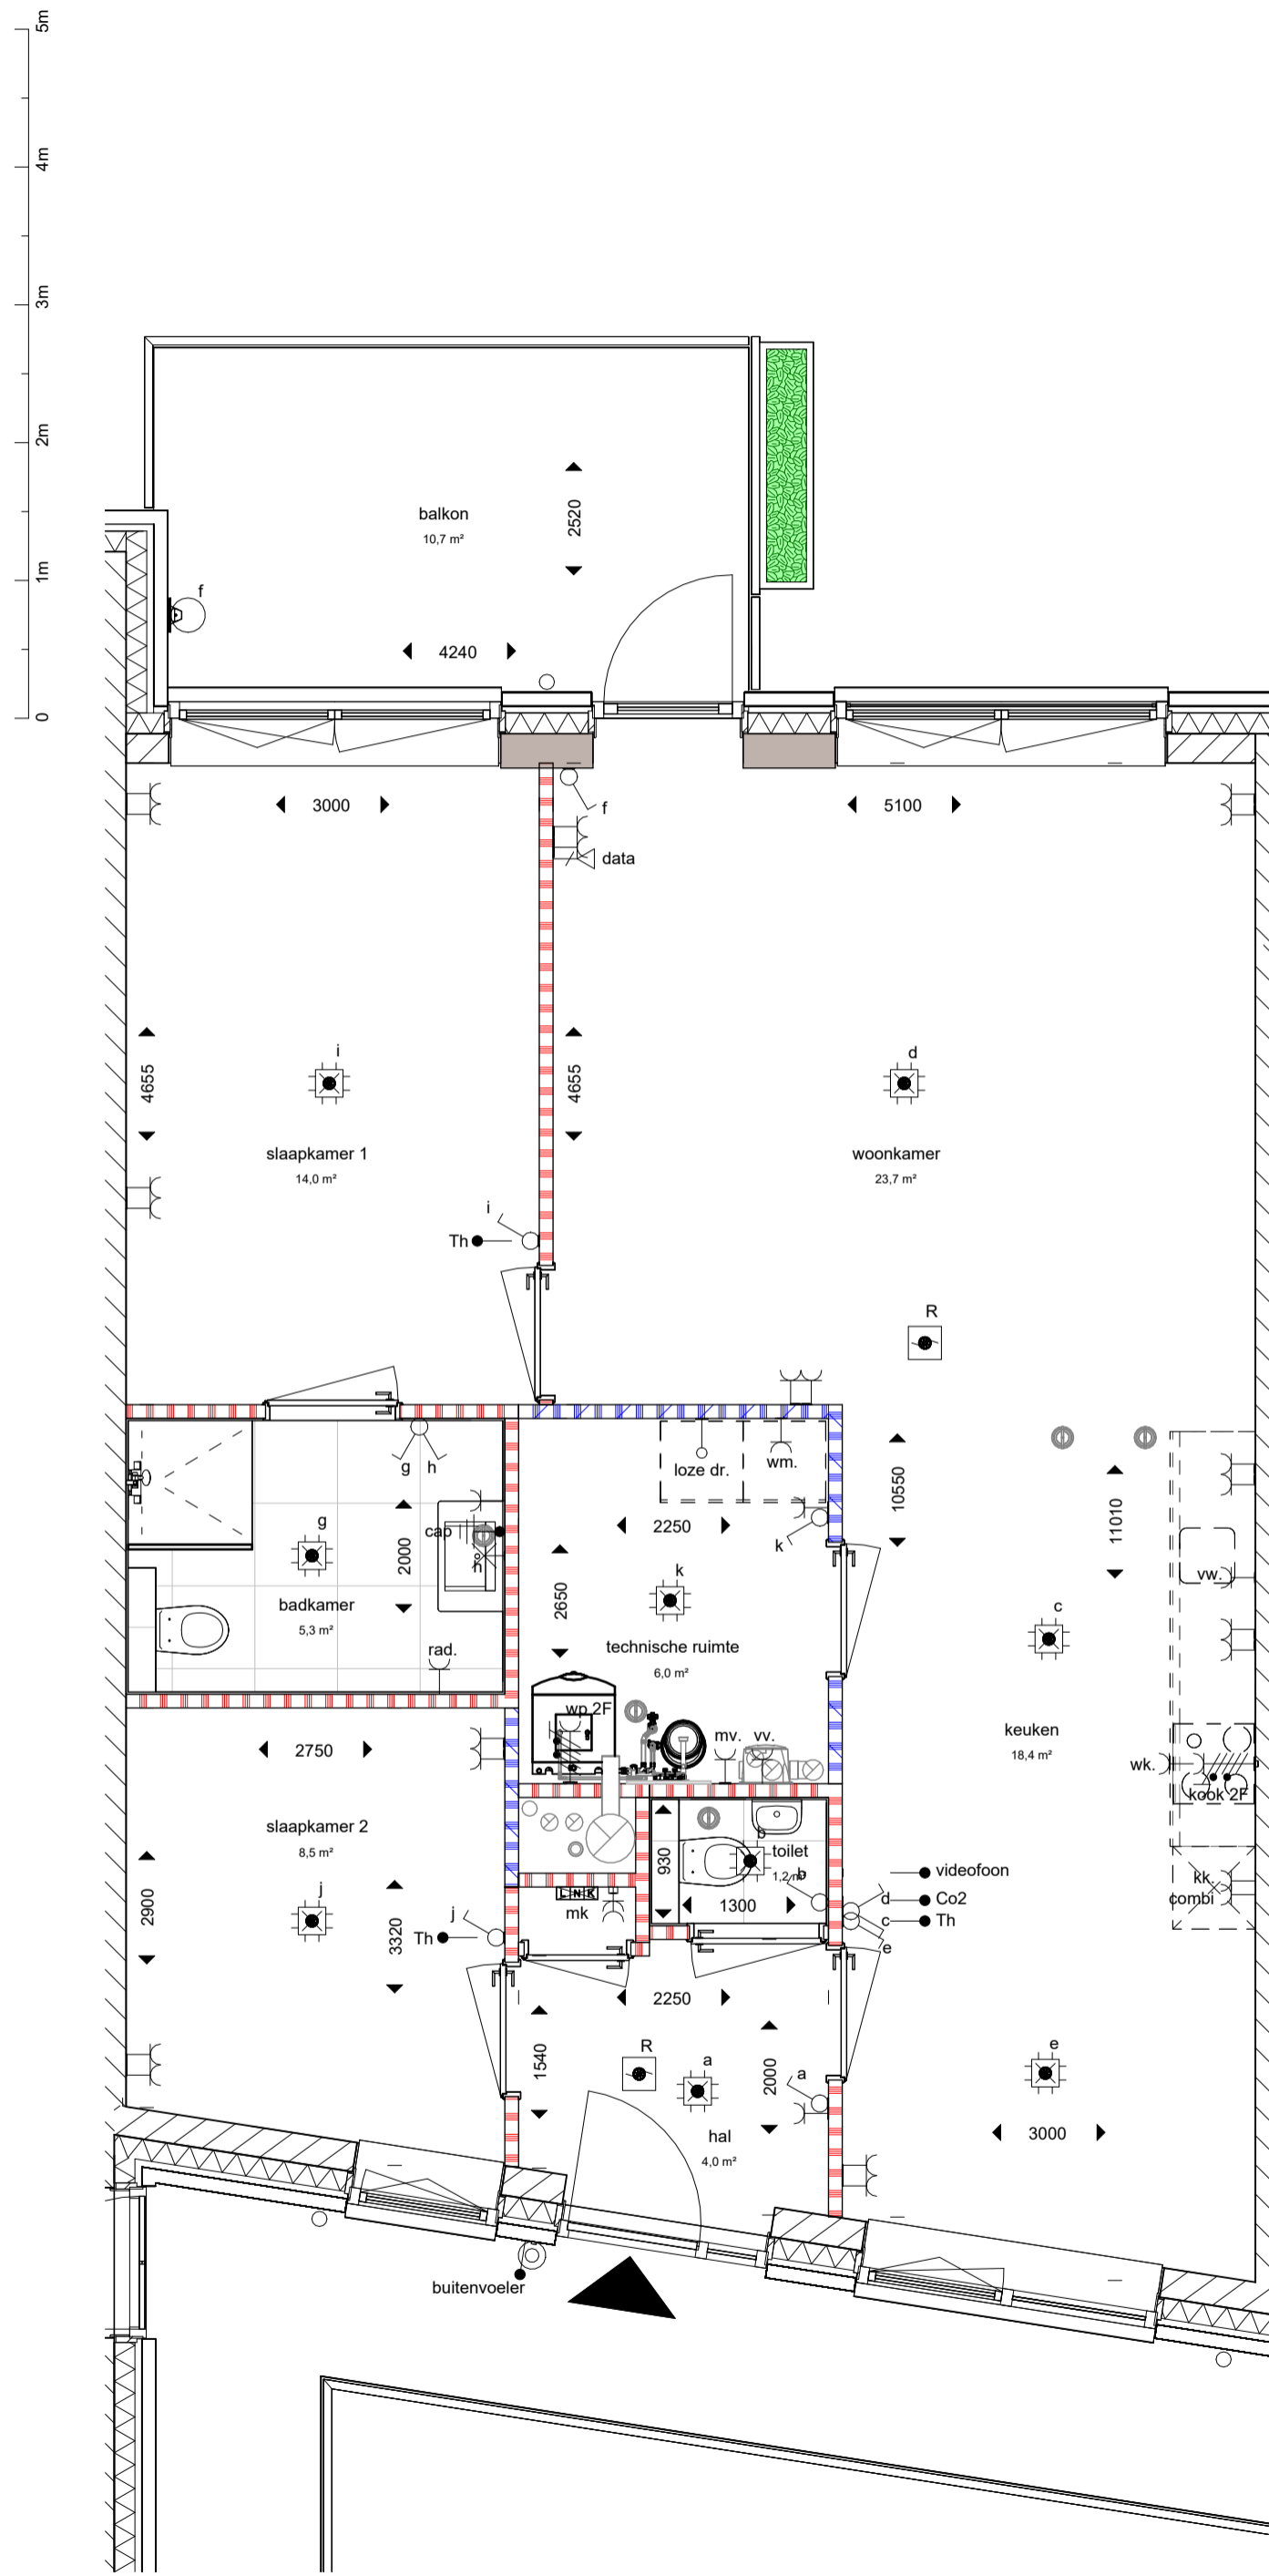 5m
4m
3m
2m
1m
0
balkon
10,7 m²
2520
f
4240
3000
5100
f
data
4655
4655
i
d
slaapkamer 1
14,0 m²
woonkamer
23,7 m²
i
Th
R
g
h
loze dr.
wm.
10550
11010
2250
k
cap
g
2000
h
2650
k
vw.
c
badkamer
5,3 m²
rad.
technische ruimte
6,0 m²
wp 2F
mv.
vv.
keuken
18,4 m²
wk.
kook 2F
2750
slaapkamer 2
8,5 m²
b
toilet
1,2 m²
b
930
1300
videofoon
d
Co2
c
Th
e
kk.
combi
L N K
mk
j
2900
3320
j
Th
2250
1540
R
a
2000
a
e
hal
4,0 m²
3000
buitenvoeler